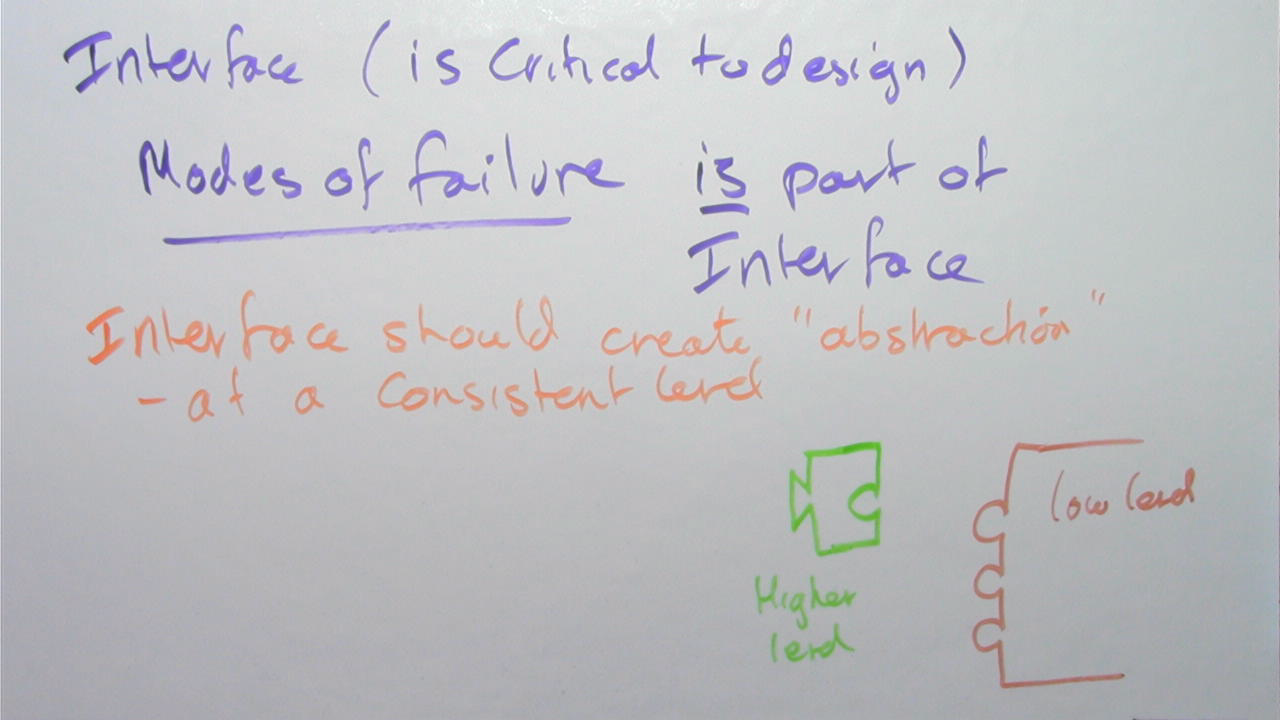 Interface (is critical to design)
Modes of failure is part of
Interface
Interface should create "abstraction"
- at a consistent level
low level
Higher
level